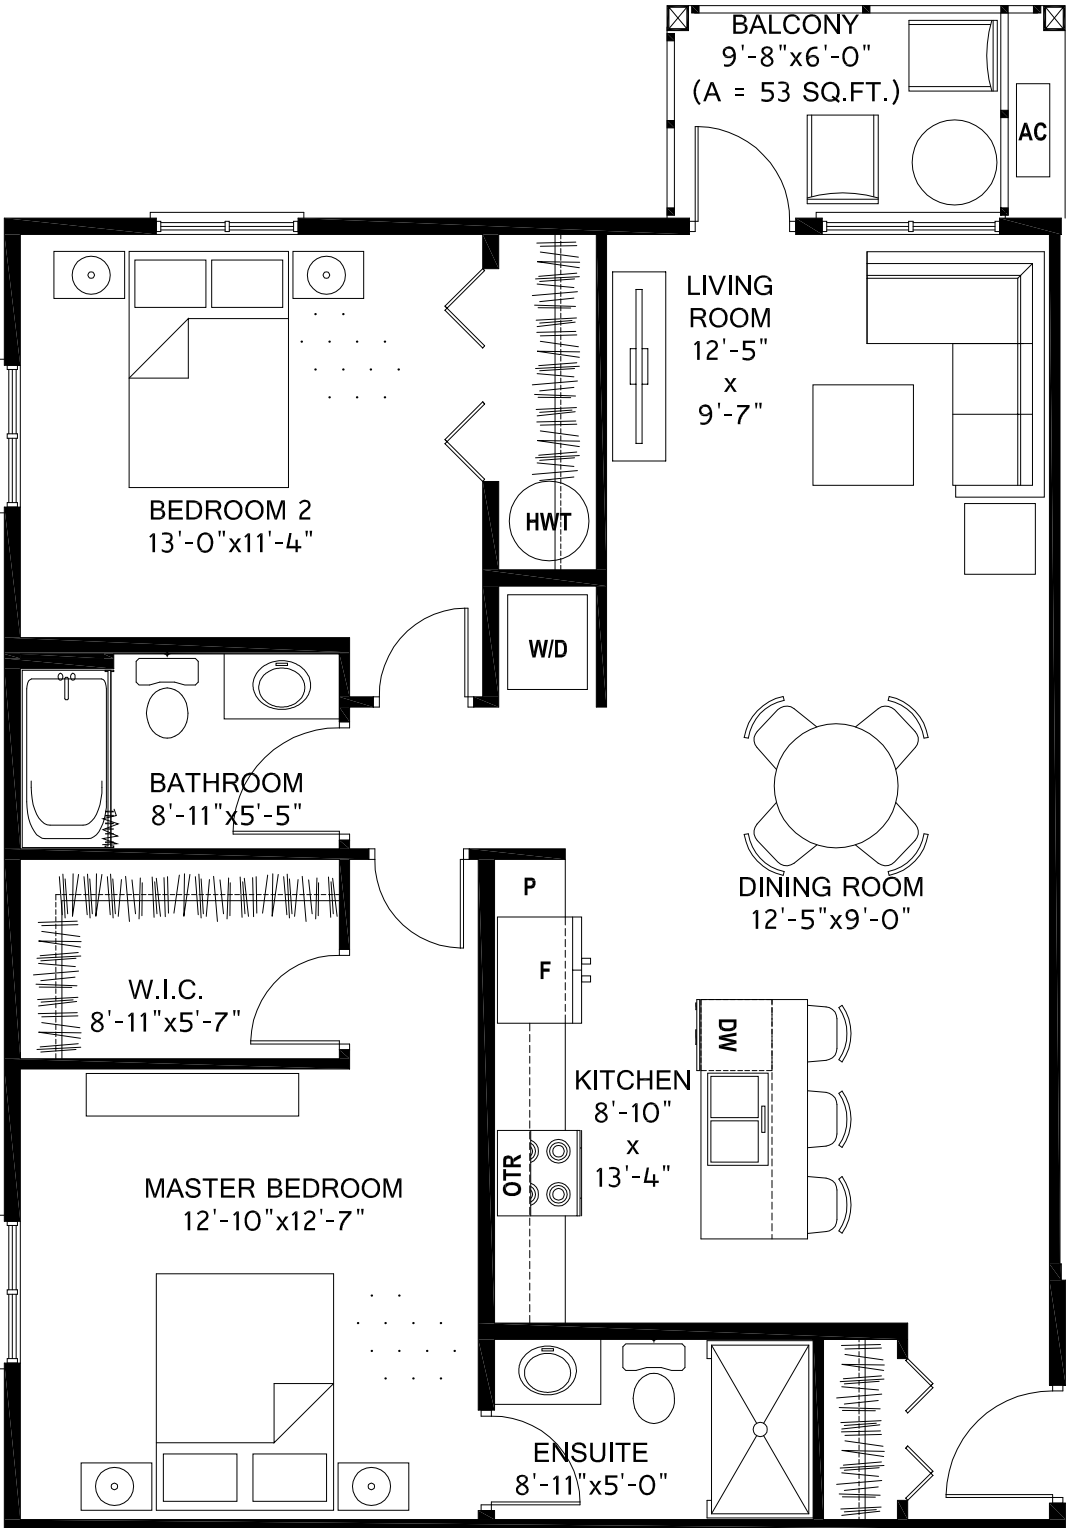 BALCONY
9'-8"x6'-0"
(A = 53 SQ.FT.)
AC
LIVING
ROOM
12'-5"
x
9'-7"
BEDROOM 2
13'-0"x11'-4"
HWT
W/D
BATHROOM
8'-11"x5'-5"
P
DINING ROOM
12'-5"x9'-0"
F
W.I.C.
8'-11"x5'-7"
DW
KITCHEN
8'-10"
x
13'-4"
OTR
MASTER BEDROOM
12'-10"x12'-7"
ENSUITE
8'-11"x5'-0"